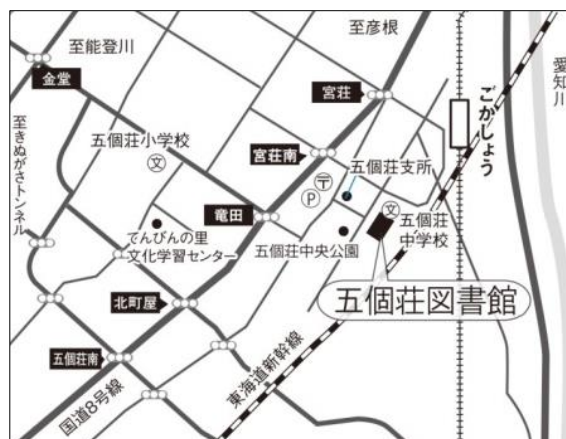 至彦根
至能登川
金堂
宮荘
愛知川
ごかしょう
至きぬがさトンネル
五個荘小学校
文
宮荘南
五個荘支所
〒
P
竜田
文
五個荘
中学校
てんびんの里
文化学習センター
五個荘中央公園
北町屋
五個荘図書館
五個荘南
東海道新幹線
国道8号線